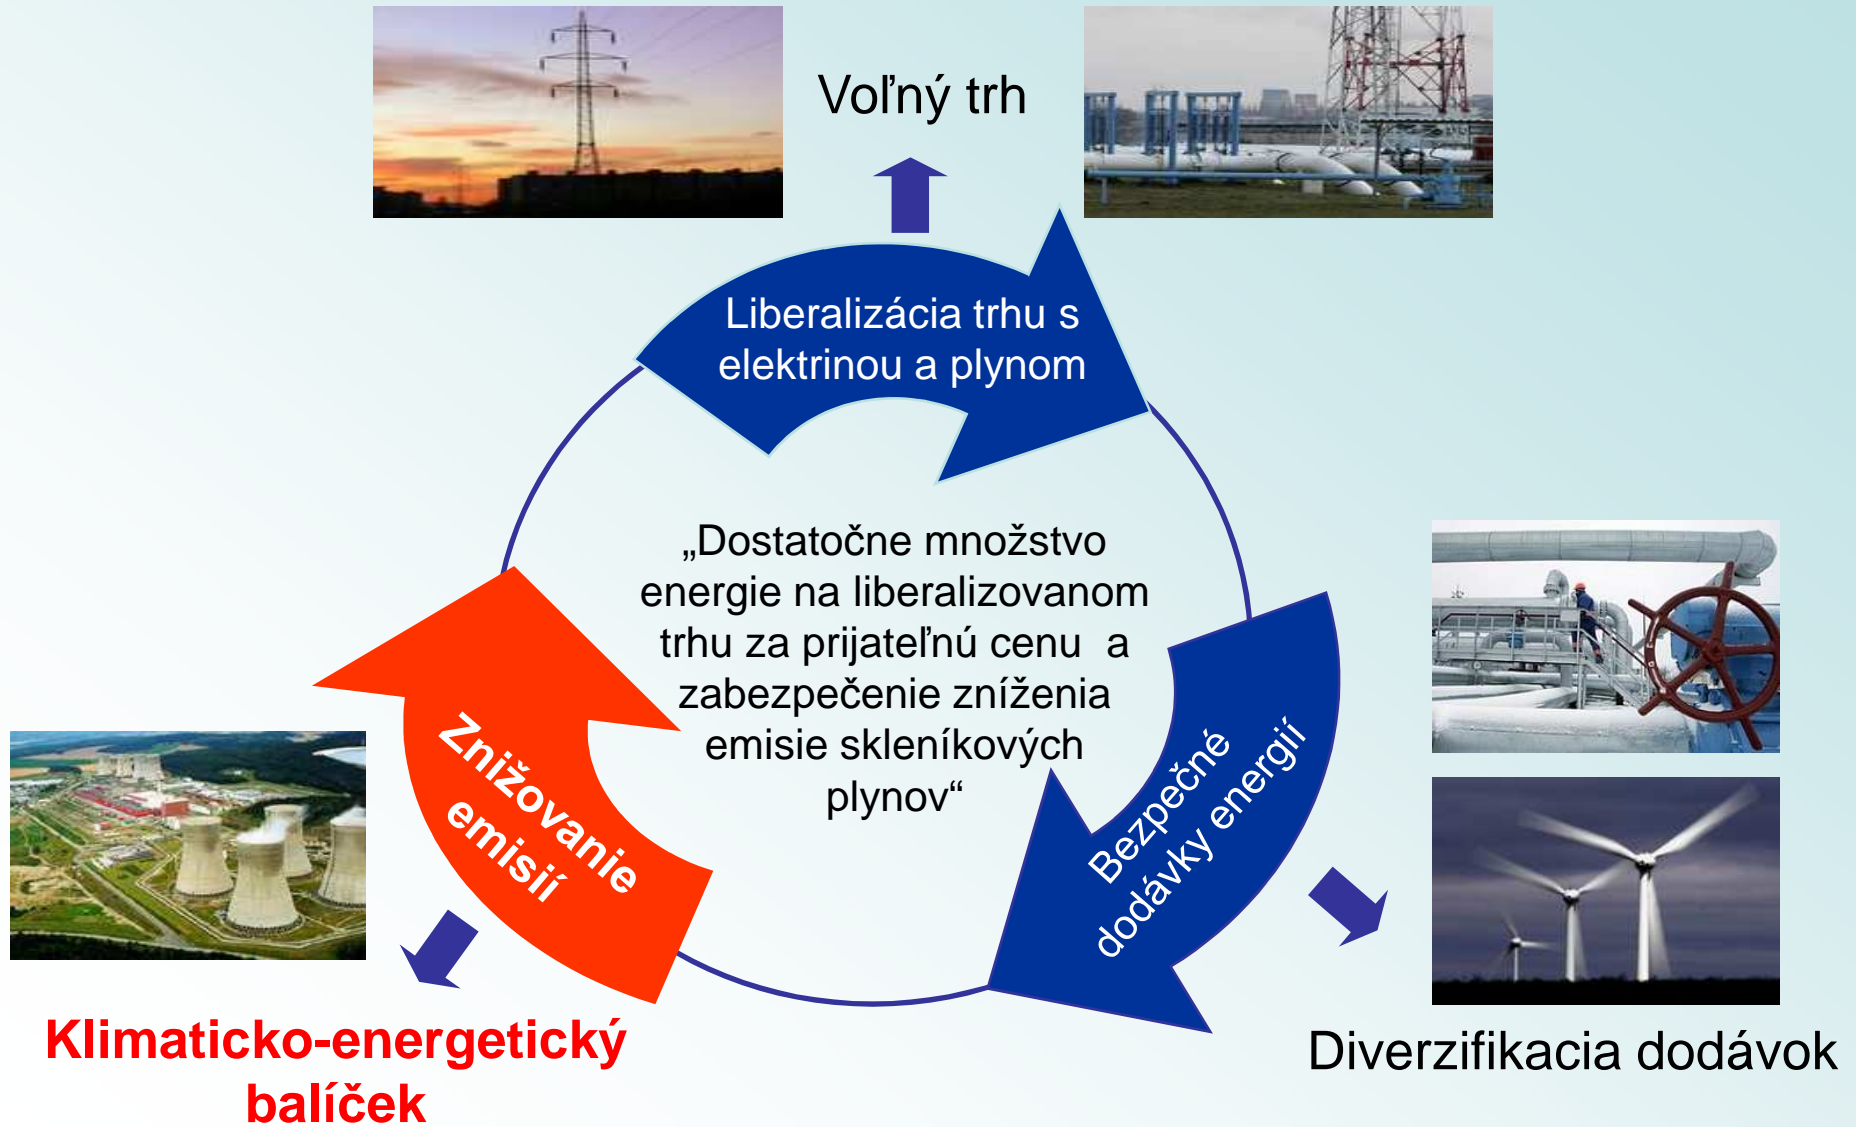 Voľný trh
Liberalizácia trhu s
elektrinou a plynom
„Dostatočne množstvo
energie na liberalizovanom
trhu za prijateľnú cenu a
zabezpečenie zníženia
emisie skleníkových
plynov“
Bezpečné
dodávky energií
Znižovanie
emisií
Klimaticko-energetický
balíček
Diverzifikacia dodávok